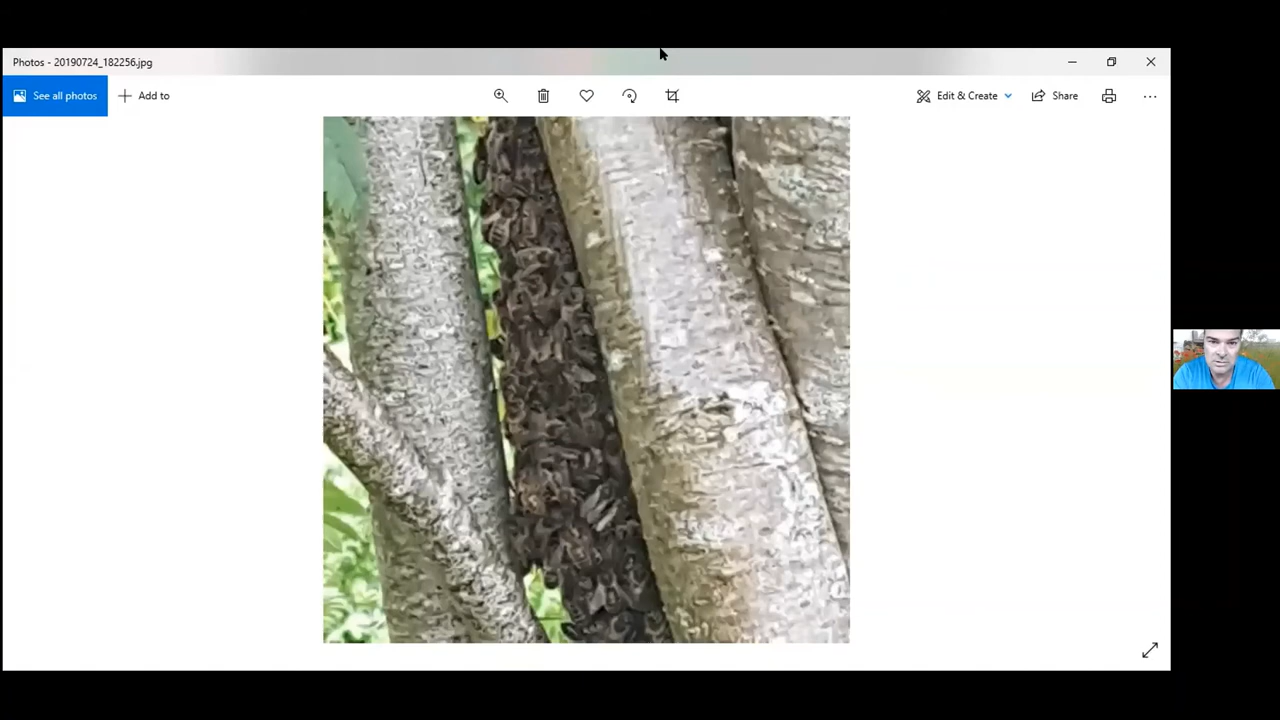 Photos - 20190724_182256.jpg
See all photos
Add to
Edit & Create
Share